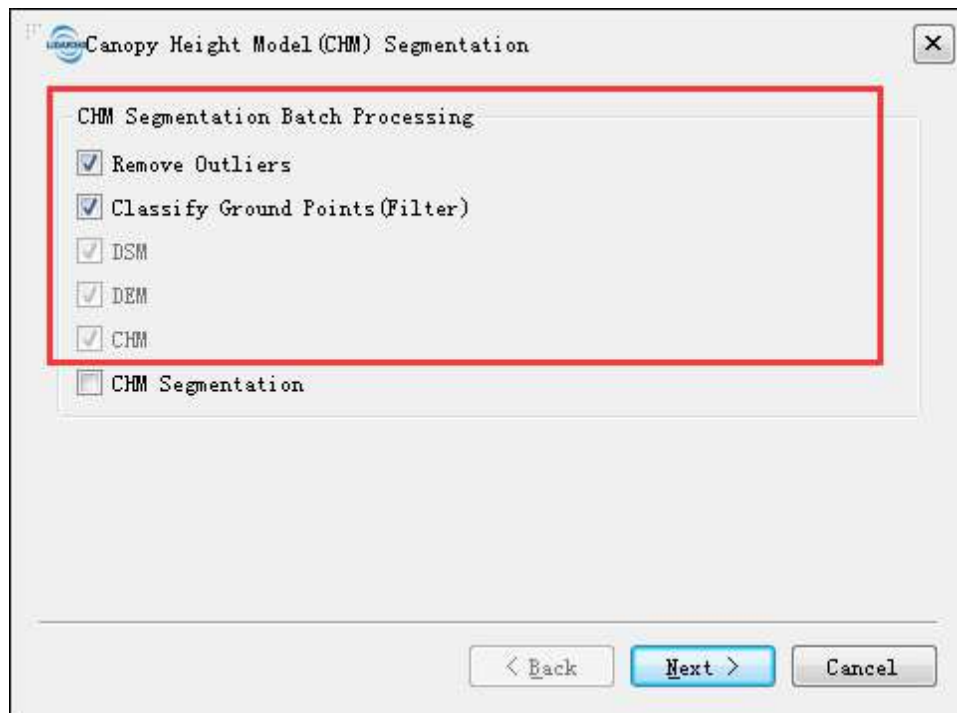 Canopy Height Model(CHM) Segmentation
CHM Segmentation Batch Processing
Remove Outliers
Classify Ground Points(Filter)
DSM
DEM
CHM
CHM Segmentation
< Back
Next >
Cancel